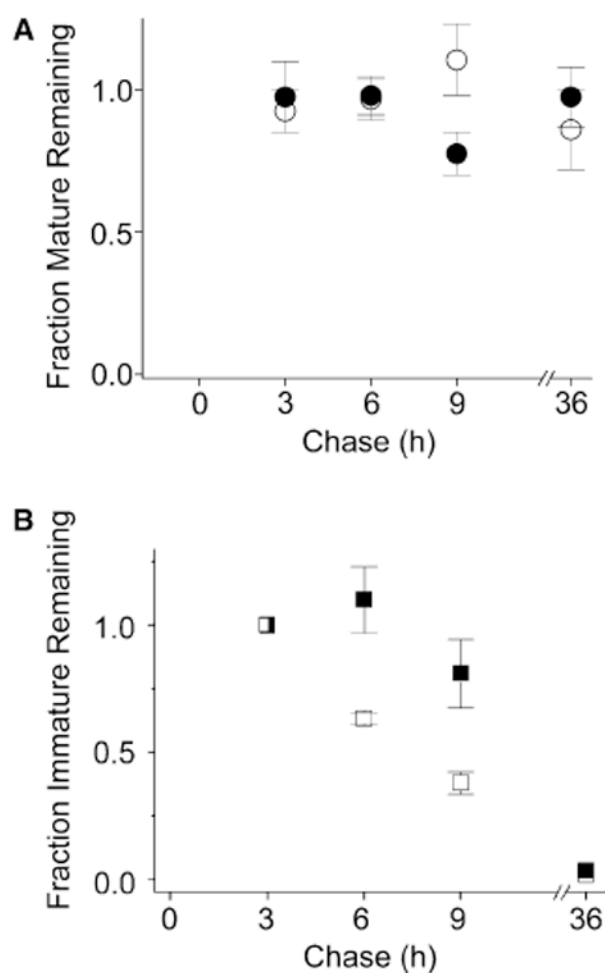 A
Fraction Mature Remaining
1.0
0.5
0.0
0 3 6 9 36
Chase (h)
B
Fraction Immature Remaining
1.0
0.5
0.0
0 3 6 9 36
Chase (h)